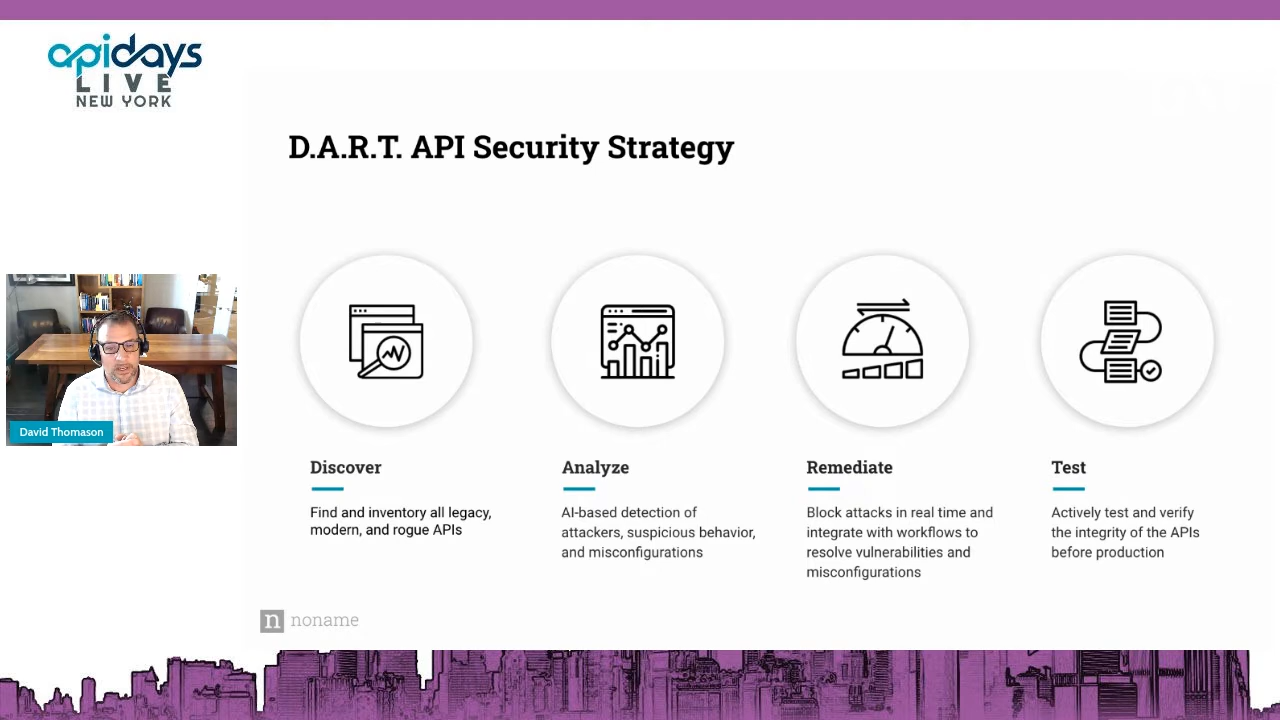 apidays
LIVE
NEW YORK
D.A.R.T. API Security Strategy
David Thomason
Discover
Find and inventory all legacy,
modern, and rogue APIs
Analyze
AI-based detection of
attackers, suspicious behavior,
and misconfigurations
Remediate
Block attacks in real time and
integrate with workflows to
resolve vulnerabilities and
misconfigurations
Test
Actively test and verify
the integrity of the APIs
before production
n noname